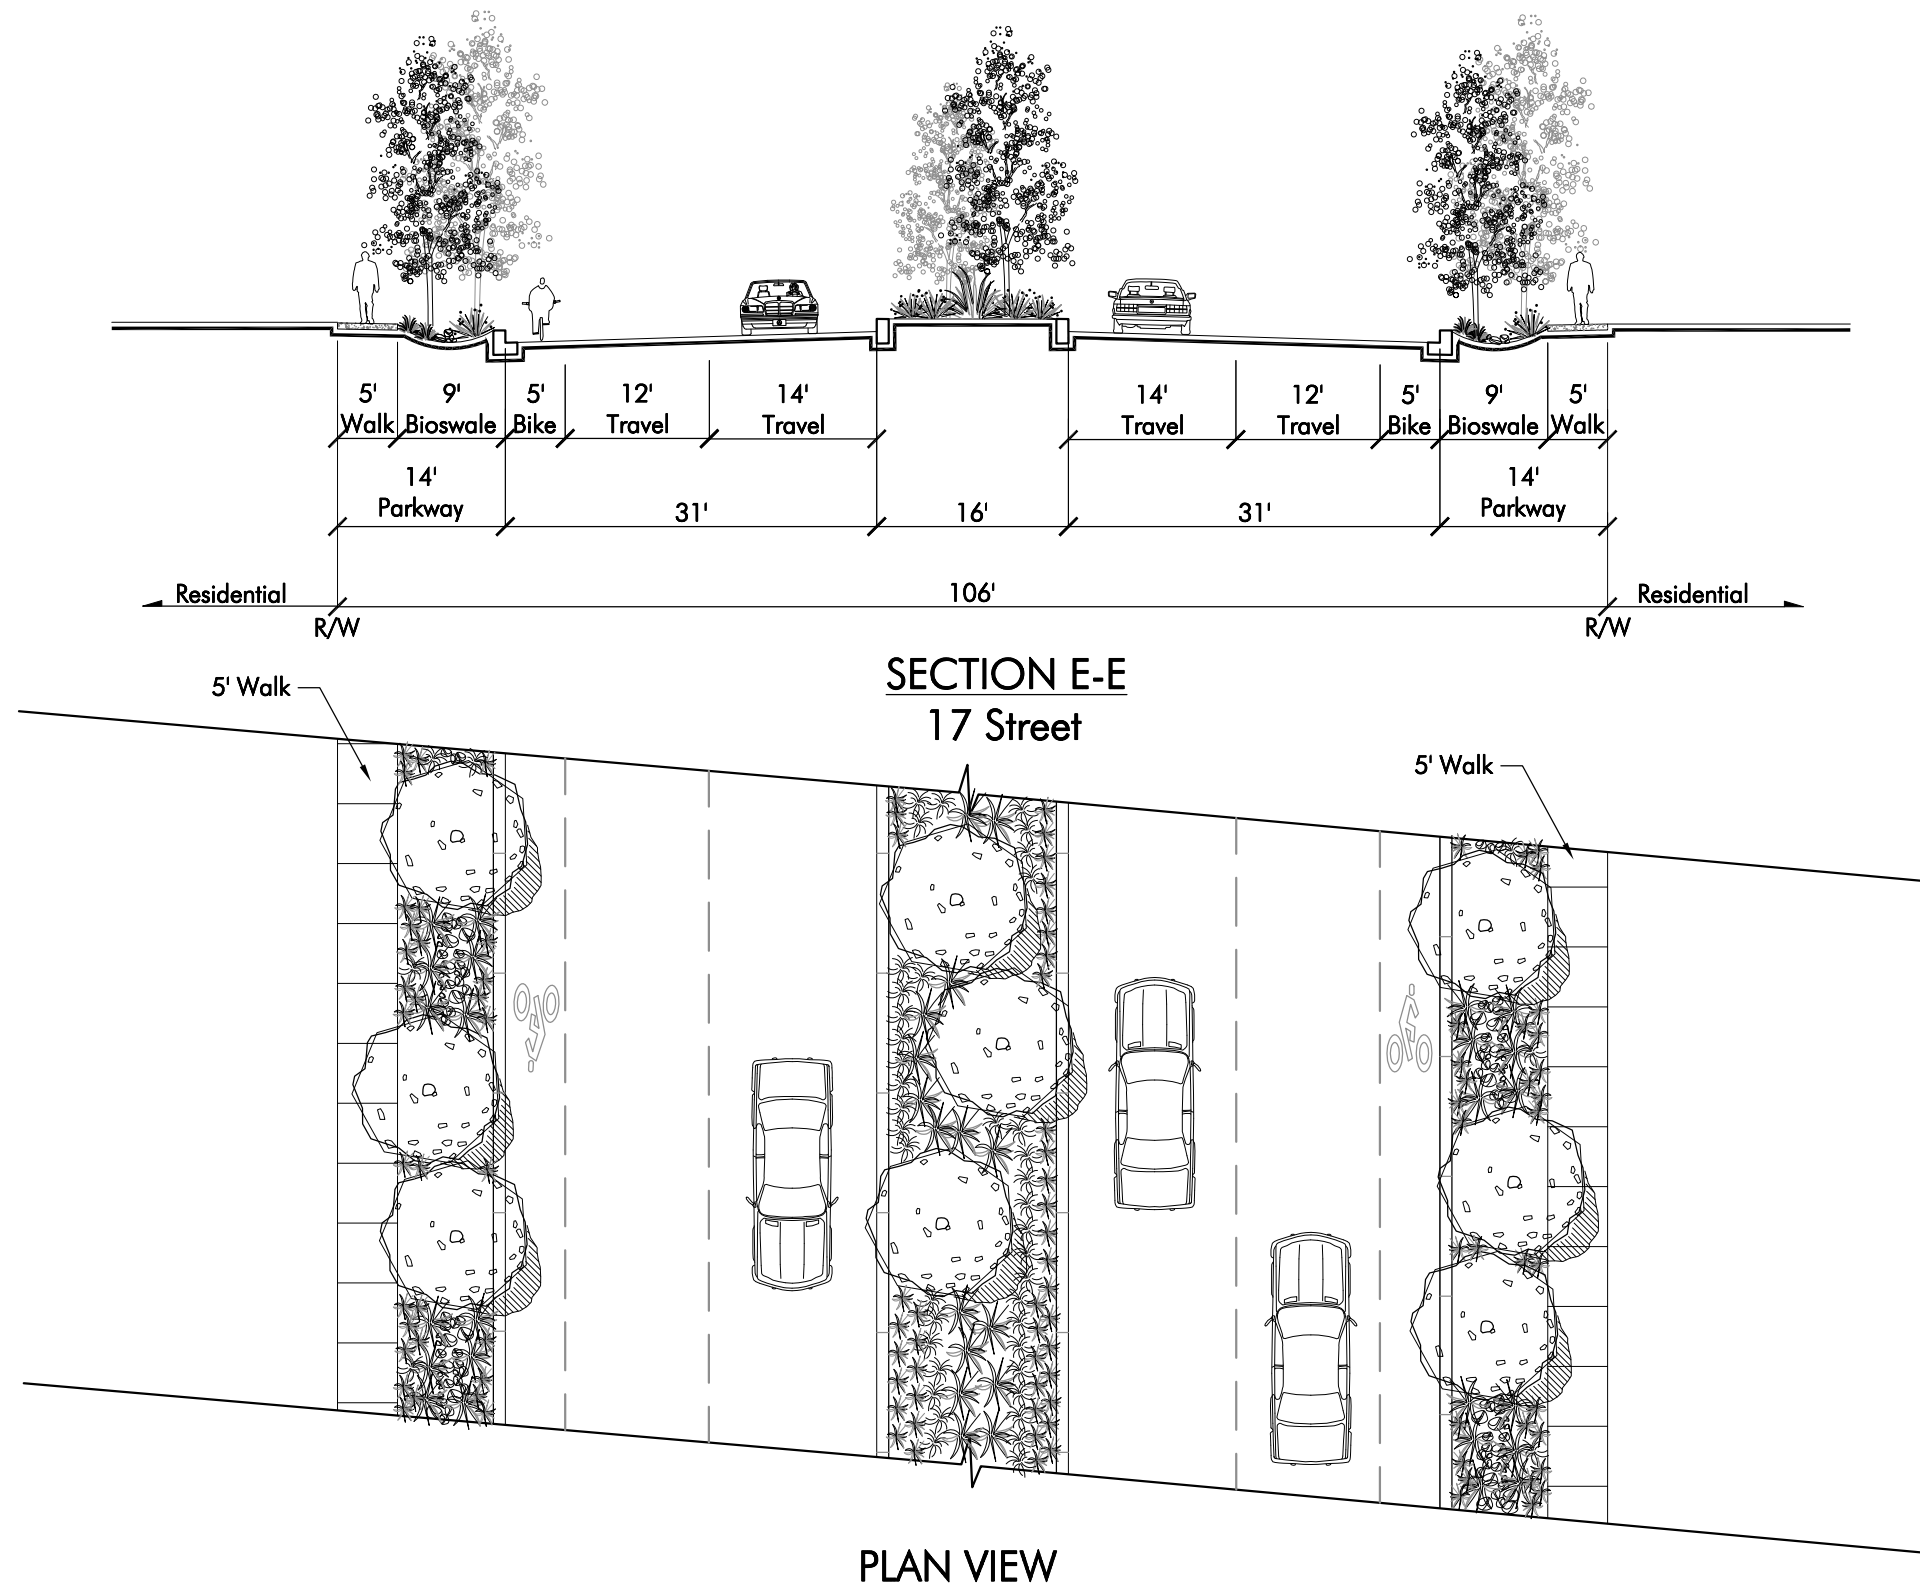 5' 9' 5' 12' 14' 14' 12' 5' 9' 5'
Walk Bioswale Bike Travel Travel Travel Travel Bike Bioswale Walk
14' 14'
Parkway 31' 16' 31' Parkway
Residential 106' Residential
R/W R/W
SECTION E-E
17 Street
5' Walk
5' Walk
PLAN VIEW